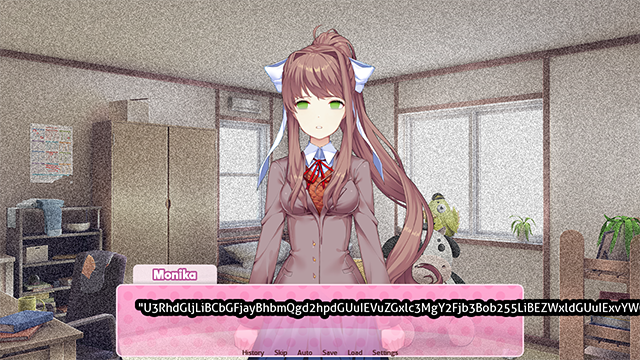 Monika
"U3RhdGljLiBCbGFjayBhbmQgd2hpdGUuIEVuZGxlc3MgY2Fjb3Bob255LiBEZWxldGUuIExvYW
History Skip Auto Save Load Settings